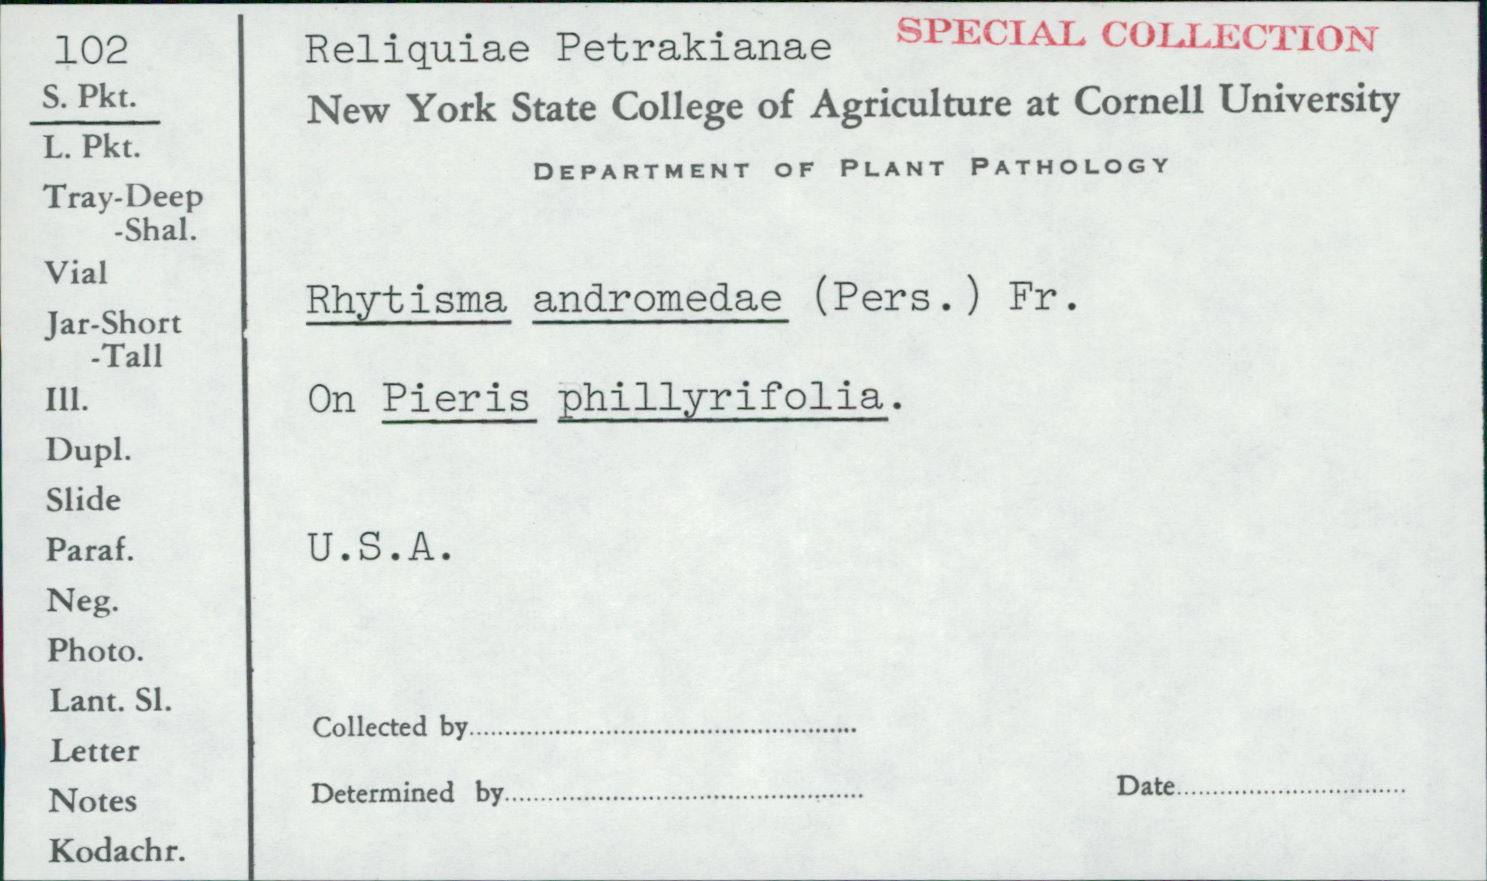 102
S. Pkt.
L. Pkt.
Tray-Deep
-Shal.
Vial
Jar-Short
-Tall
Ill.
Dupl.
Slide
Paraf.
Neg.
Photo.
Lant. Sl.
Letter
Notes
Kodachr.
Reliquiae Petrakianae
SPECIAL COLLECTION
New York State College of Agriculture at Cornell University
DEPARTMENT OF PLANT PATHOLOGY
Rhytisma andromedae (Pers.) Fr.
On Pieris phillyrifolia.
U.S.A.
Collected by
Determined by
Date